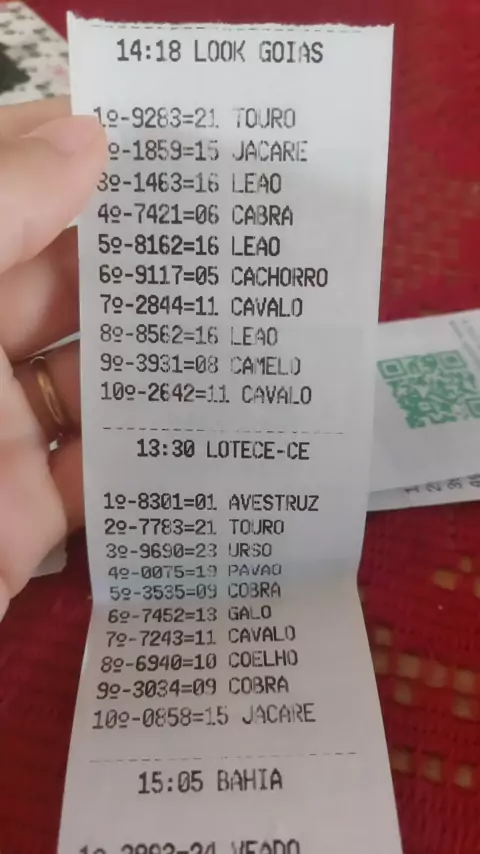 14:18 LOOK GOIAS
1º-9283=21 TOURO
º-1859=15 JACARE
3º-1463=16 LEAO
4º-7421=06 CABRA
5º-8162=16 LEAO
6º-9117=05 CACHORRO
7º-2844=11 CAVALO
8º-8562=16 LEAO
9º-3931=08 CAMELO
10º-2642=11 CAVALO
13:30 LOTECE-CE
1º-8301=01 AVESTRUZ
2º-7783=21 TOURO
3º-9690=23 URSO
4º-0075=19 PAVAO
5º-3535=09 COBRA
6º-7452=13 GALO
7º-7243=11 CAVALO
8º-6940=10 COELHO
9º-3034=09 COBRA
10º-0858=15 JACARE
15:05 BAHIA
1º-2993=24 VEADO